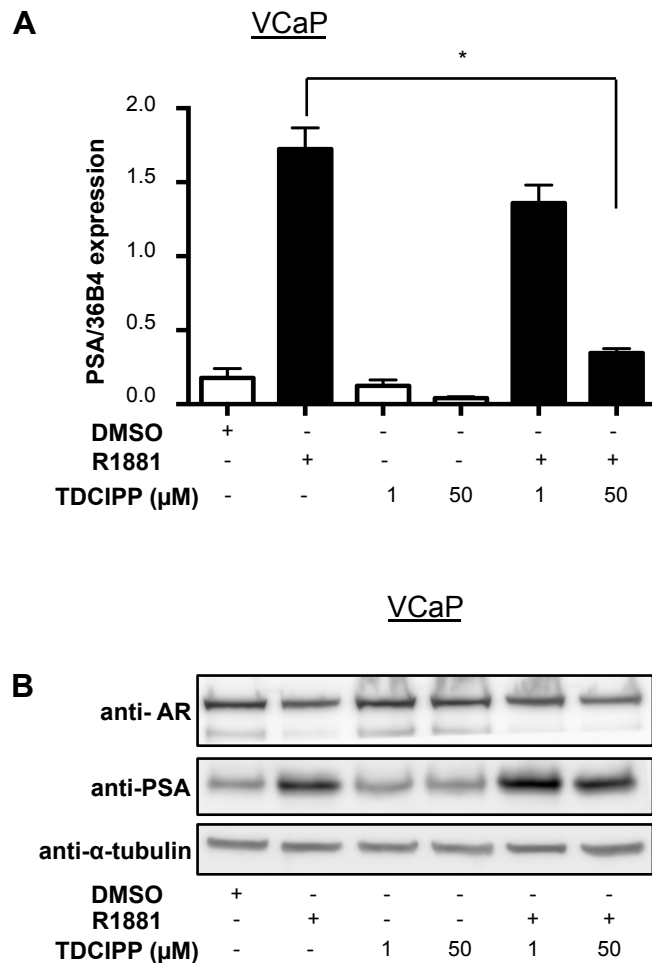 A
VCaP
*
PSA/36B4 expression
2.0
1.5
1.0
0.5
0.0
DMSO + - - - - -
R1881 - + - - + +
TDCIPP (µM) - - 1 50 1 50
VCaP
B
anti- AR
anti-PSA
anti-α-tubulin
DMSO + - - - - -
R1881 - + - - + +
TDCIPP (µM) - - 1 50 1 50